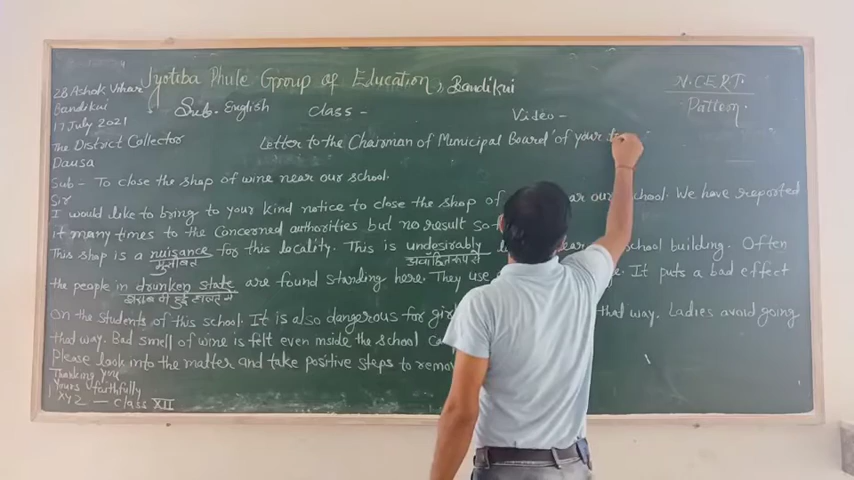 Jyotoba Phule Group of Education, Bandikui
N.CERT.
Pattern
Sub. English Class - Video -
28 Ashok Vihar
Bandikui
17 July 2021
The District Collector
Dausa
Letter to the Chairman of Municipal Board of your
Sub - To close the shop of wine near our school.
Sir
I would like to bring to your kind notice to close the shop of our school. We have reported
it many times to the Concerned authorities but no result so
This shop is a nuisance for this locality. This is undesirably school building. Often
मुसीबत अवांछित रूप से
the people in drunken state are found standing here. They use It puts a bad effect
शराब पी हुई हालत में
on the students of this school. It is also dangerous for that way. Ladies avoid going
that way. Bad smell of wine is felt even inside the school
Please look into the matter and take positive steps to
Thanking you
Yours faithfully
XYZ - Class XII